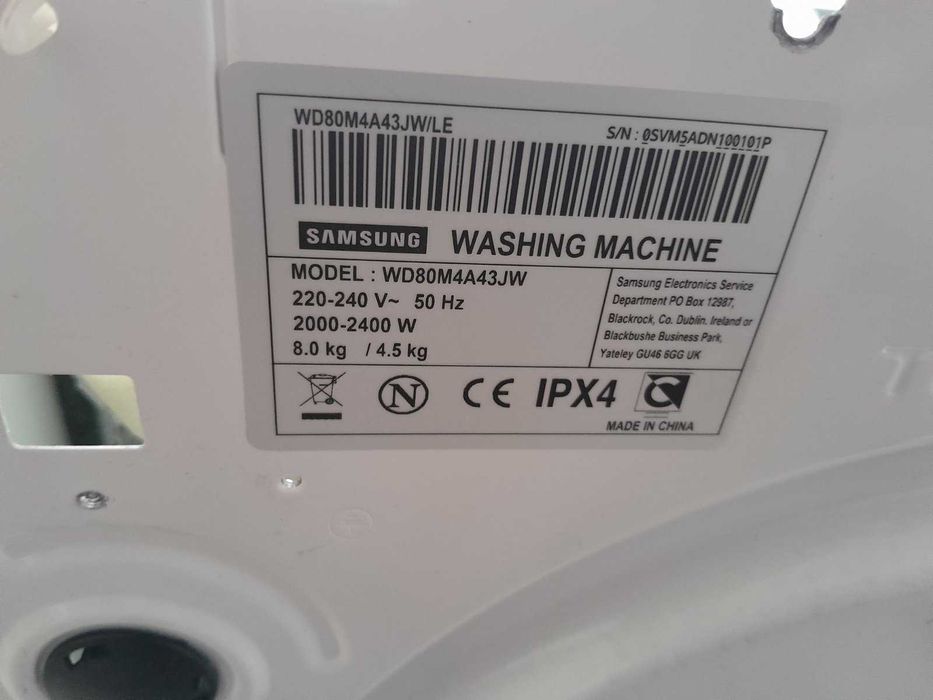 WD80M4A43JW/LE
S/N : 0SVM5ADN100101P
SAMSUNG WASHING MACHINE
MODEL : WD80M4A43JW
220-240 V~ 50 Hz
2000-2400 W
8.0 kg / 4.5 kg
Samsung Electronics Service
Department PO Box 12987,
Blackrock, Co. Dublin. Ireland or
Blackbushe Business Park,
Yateley GU46 6GG UK
N CE IPX4
MADE IN CHINA